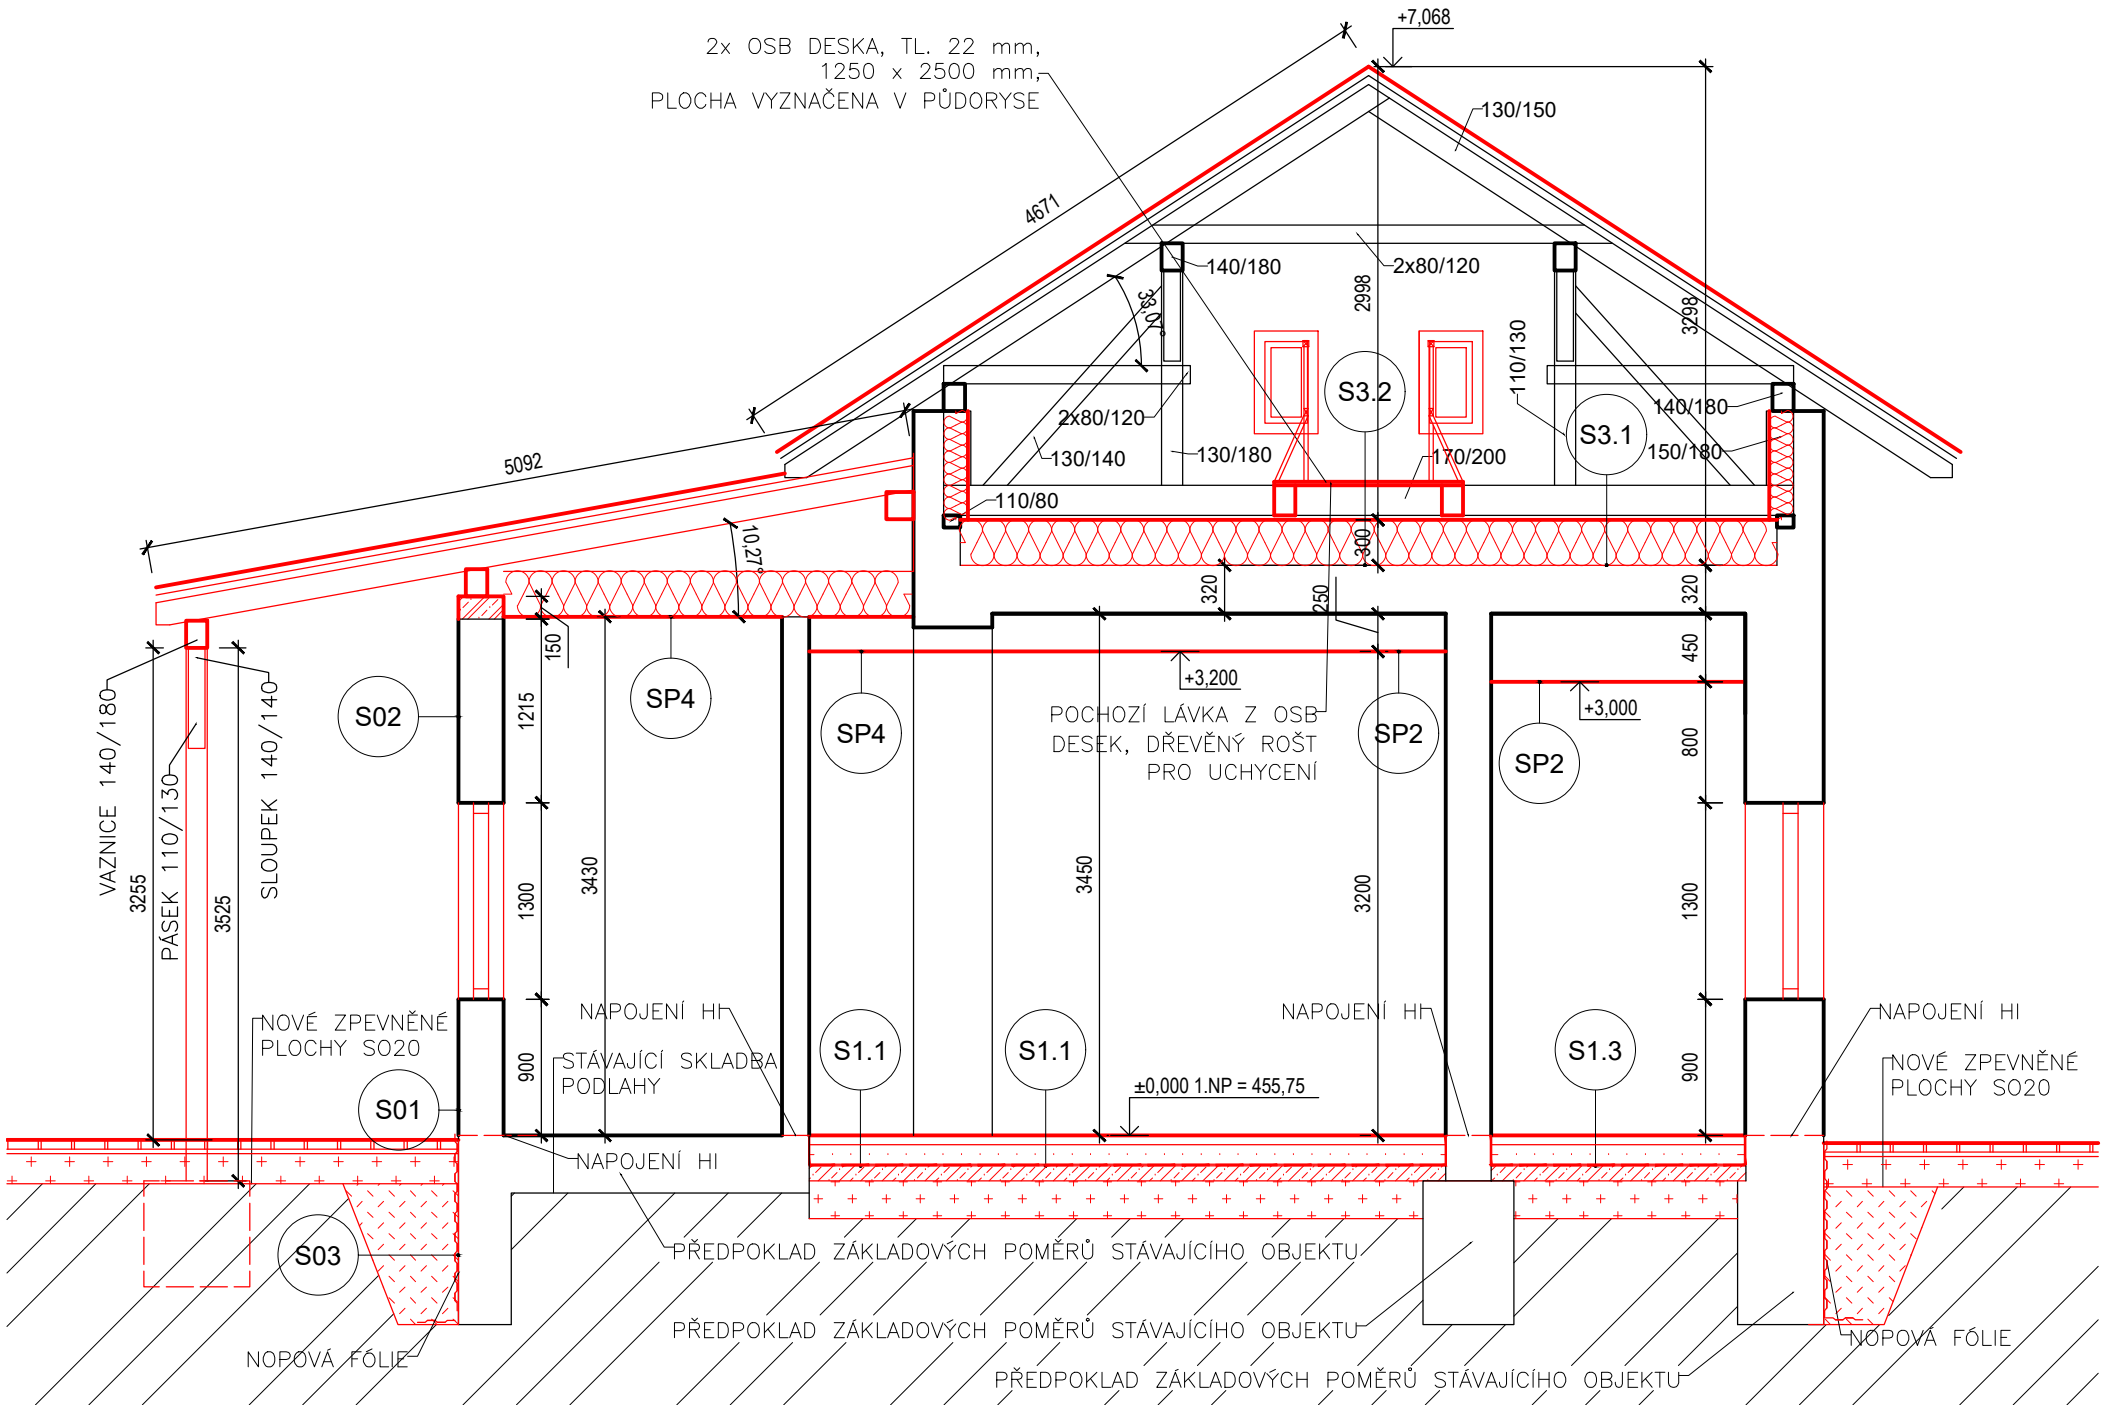 +7,068
2x OSB DESKA, TL. 22 mm,
1250 x 2500 mm,
PLOCHA VYZNAČENA V PŮDORYSE
130/150
4671
140/180
2x80/120
2998
3298
33,07°
S3.2
110/130
2x80/120
140/180
S3.1
5092
130/140
130/180
170/200
150/180
110/80
10,27°
300
320
250
320
150
450
SP4
+3,200
S02
1215
SP4
POCHOZÍ LÁVKA Z OSB
DESEK, DŘEVĚNÝ ROŠT
PRO UCHYCENÍ
SP2
+3,000
SP2
800
VAZNICE 140/180
PÁSEK 110/130
SLOUPEK 140/140
3255
3525
1300
3430
3450
3200
1300
NOVÉ ZPEVNĚNÉ
PLOCHY SO20
NAPOJENÍ HI
NAPOJENÍ HI
NAPOJENÍ HI
STÁVAJÍCÍ SKLADBA
PODLAHY
900
S1.1
S1.1
S1.3
900
NOVÉ ZPEVNĚNÉ
PLOCHY SO20
S01
±0,000 1.NP = 455,75
NAPOJENÍ HI
S03
PŘEDPOKLAD ZÁKLADOVÝCH POMĚRŮ STÁVAJÍCÍHO OBJEKTU
PŘEDPOKLAD ZÁKLADOVÝCH POMĚRŮ STÁVAJÍCÍHO OBJEKTU
NOPOVÁ FÓLIE
NOPOVÁ FÓLIE
PŘEDPOKLAD ZÁKLADOVÝCH POMĚRŮ STÁVAJÍCÍHO OBJEKTU